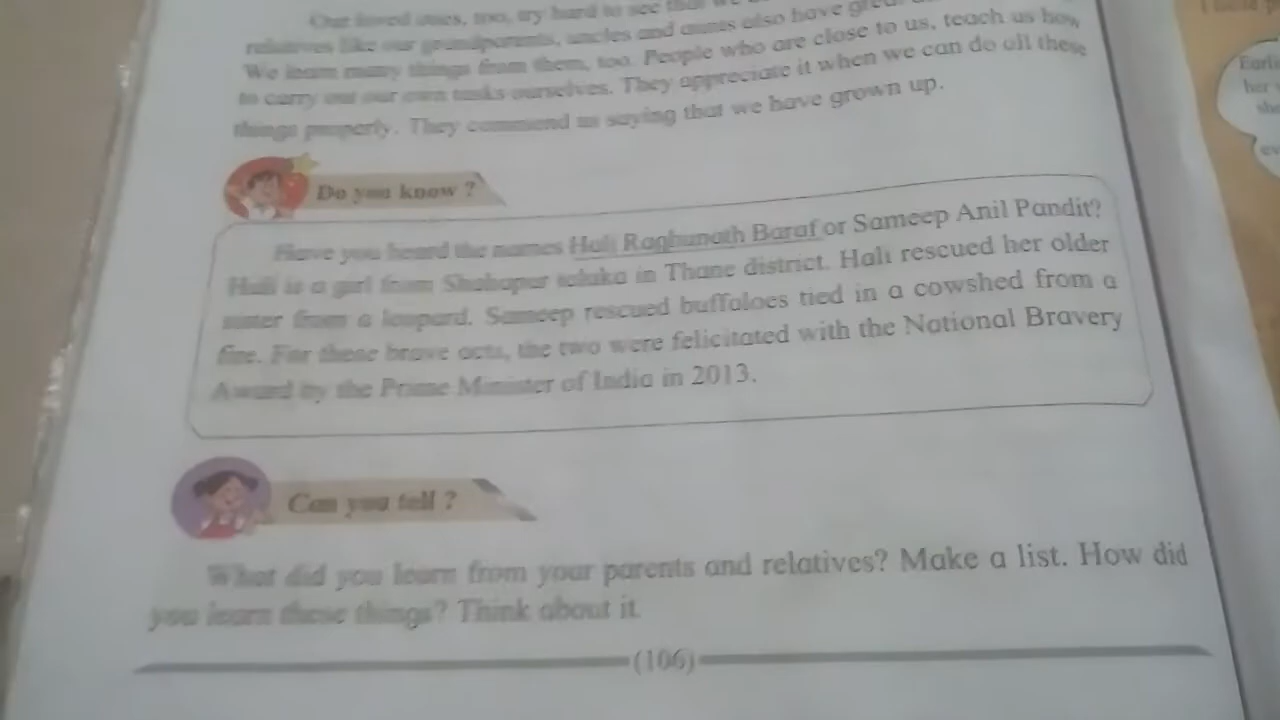 Our loved ones, too, try hard to see that we
relatives like our grandparents, uncles and aunts also have great
We learn many things from them, too. People who are close to us, teach us how
to carry out our own tasks ourselves. They appreciate it when we can do all these
things properly. They commend us saying that we have grown up.
Do you know ?
Have you heard the names Hali Raghunath Baraf or Sameep Anil Pandit?
Hali is a girl from Shahapur taluka in Thane district. Hali rescued her older
sister from a leopard. Sameep rescued buffaloes tied in a cowshed from a
fire. For these brave acts, the two were felicitated with the National Bravery
Award by the Prime Minister of India in 2013.
Can you tell ?
What did you learn from your parents and relatives? Make a list. How did
you learn these things? Think about it.
(106)
Earli
her